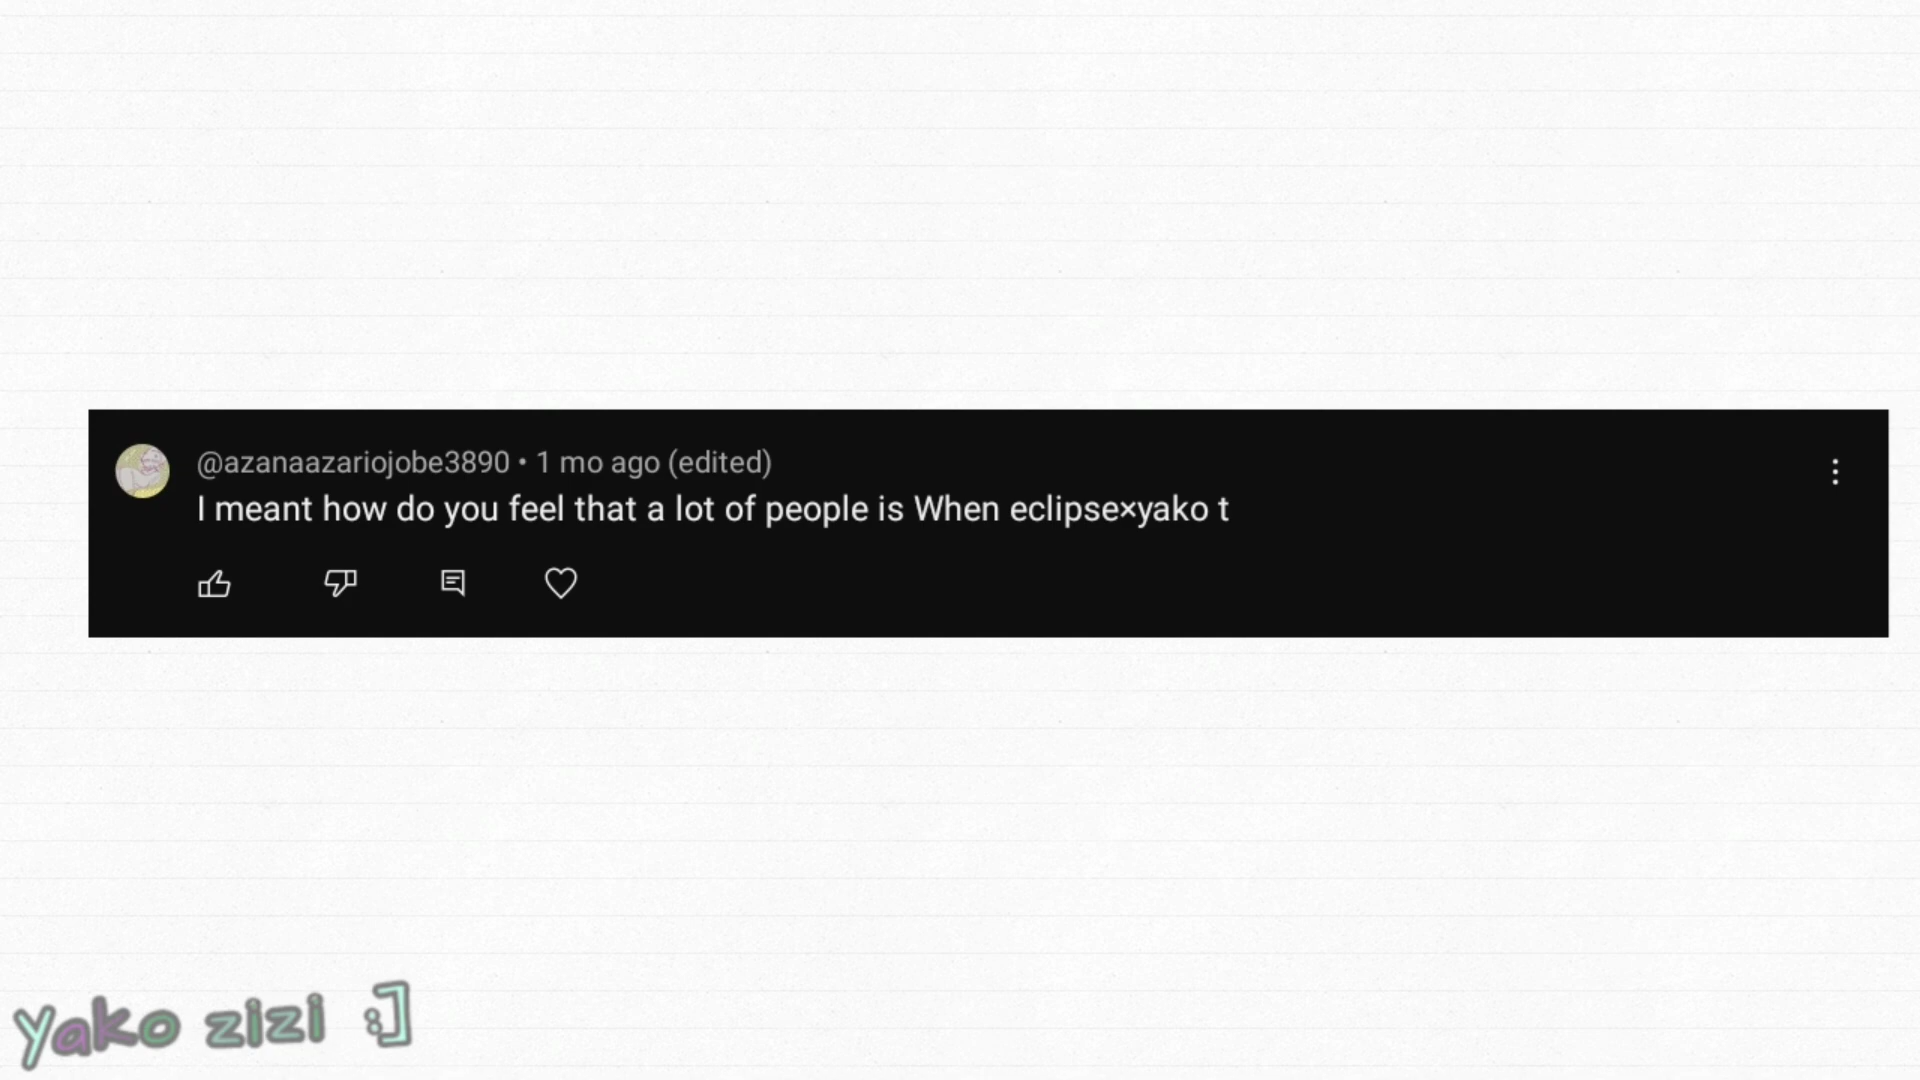 @azanaazariojobe3890 • 1 mo ago (edited)
I meant how do you feel that a lot of people is When eclipse×yako t
yako zizi :]